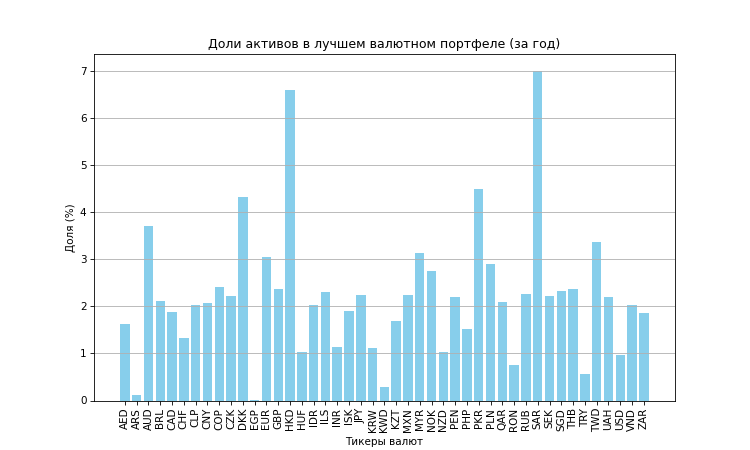 Доли активов в лучшем валютном портфеле (за год)
7
6
5
4
3
2
1
0
Доля (%)
AED
ARS
AUD
BRL
CAD
CHF
CLP
CNY
COP
CZK
DKK
EGP
EUR
GBP
HKD
HUF
IDR
ILS
INR
ISK
JPY
KRW
KWD
KZT
MXN
MYR
NOK
NZD
PEN
PHP
PKR
PLN
QAR
RON
RUB
SAR
SEK
SGD
THB
TRY
TWD
UAH
USD
VND
ZAR
Тикеры валют